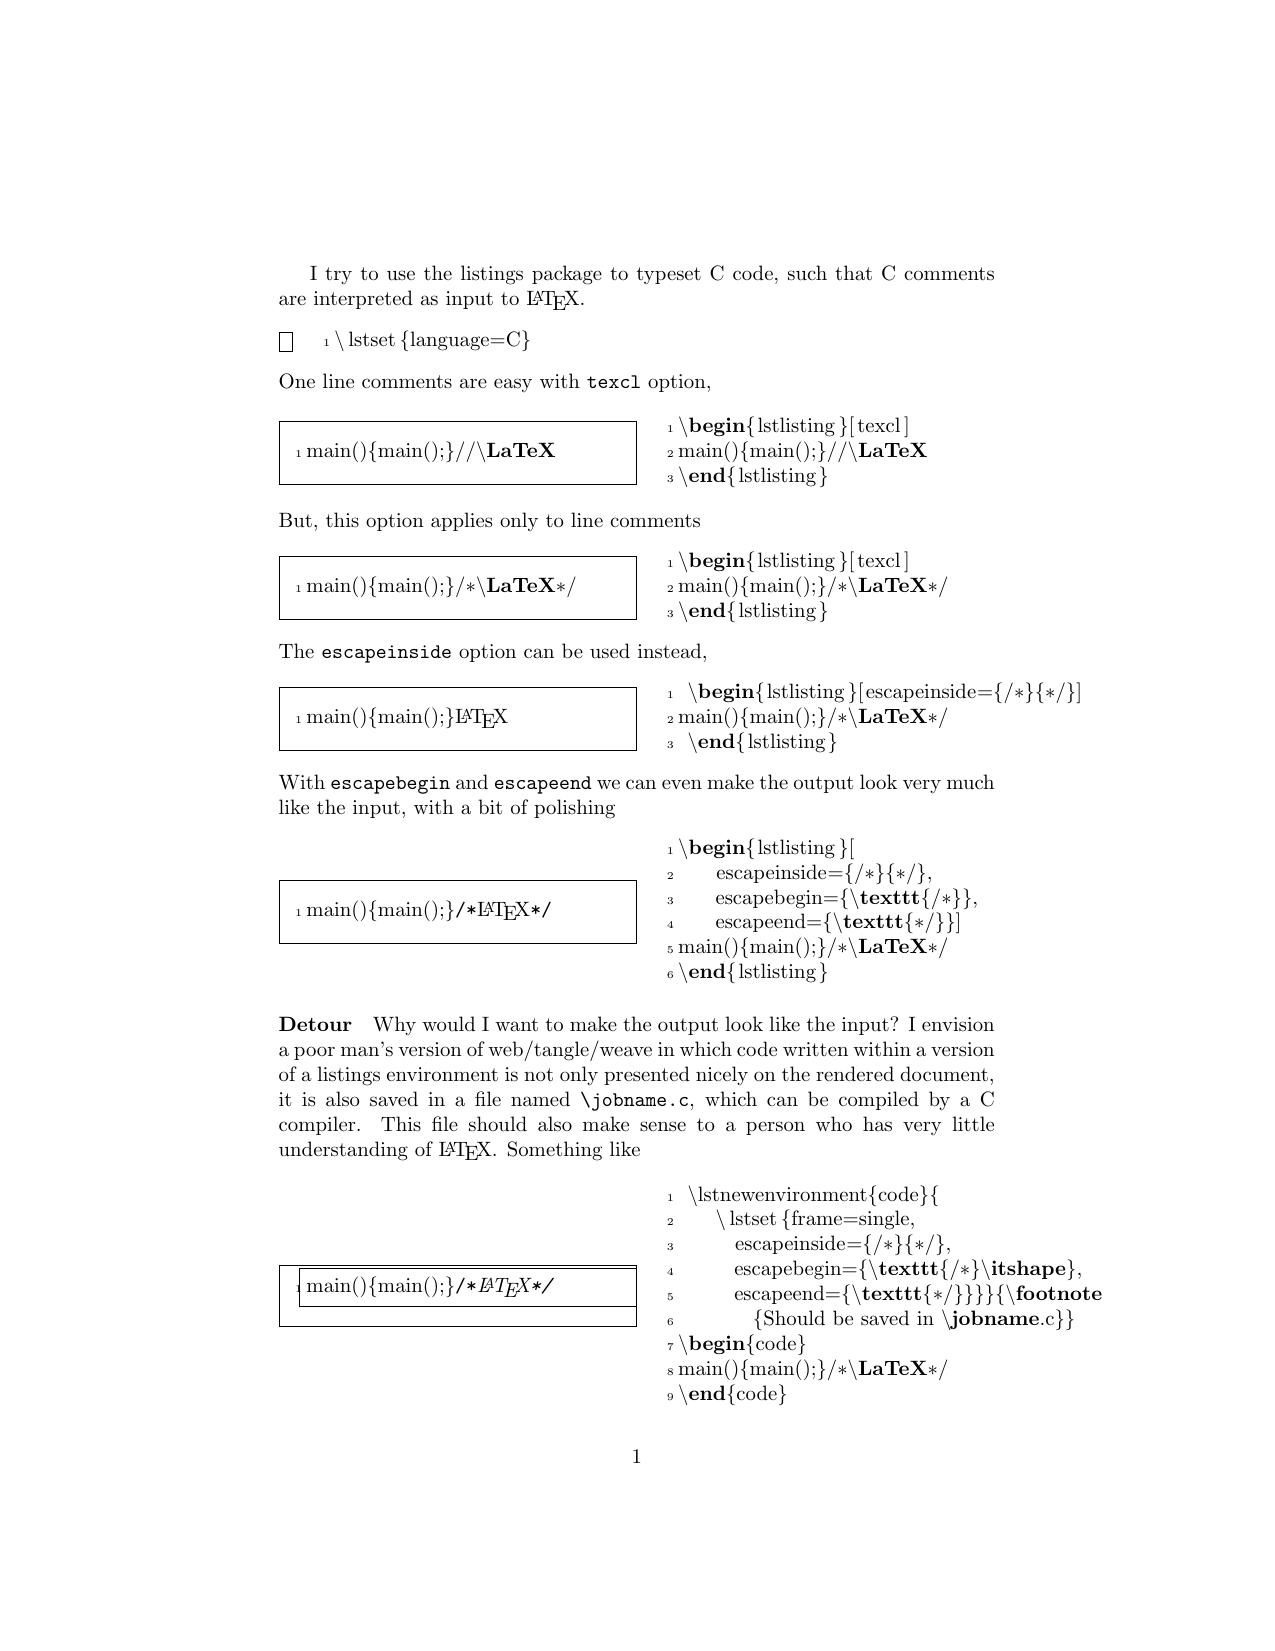 I try to use the listings package to typeset C code, such that C comments
are interpreted as input to LATEX.
1 \lstset{language=C}
One line comments are easy with texcl option,
1 main(){main();}//\LaTeX
1 \begin{lstlisting}[texcl]
2 main(){main();}//\LaTeX
3 \end{lstlisting}
But, this option applies only to line comments
1 main(){main();}/*\LaTeX*/
1 \begin{lstlisting}[texcl]
2 main(){main();}/*\LaTeX*/
3 \end{lstlisting}
The escapeinside option can be used instead,
1 main(){main();}LATEX
1 \begin{lstlisting}[escapeinside={/*}{*/}]
2 main(){main();}/*\LaTeX*/
3 \end{lstlisting}
With escapebegin and escapeend we can even make the output look very much
like the input, with a bit of polishing
1 main(){main();}/*LATEX*/
1 \begin{lstlisting}[
2 escapeinside={/*}{*/},
3 escapebegin={\texttt{/*}},
4 escapeend={\texttt{*/}}]
5 main(){main();}/*\LaTeX*/
6 \end{lstlisting}
Detour Why would I want to make the output look like the input? I envision
a poor man's version of web/tangle/weave in which code written within a version
of a listings environment is not only presented nicely on the rendered document,
it is also saved in a file named \jobname.c, which can be compiled by a C
compiler. This file should also make sense to a person who has very little
understanding of LATEX. Something like
1 main(){main();}/*LATEX*/
1 \lstnewenvironment{code}{
2 \lstset{frame=single,
3 escapeinside={/*}{*/},
4 escapebegin={\texttt{/*}\itshape},
5 escapeend={\texttt{*/}}}}{\footnote
6 {Should be saved in \jobname.c}}
7 \begin{code}
8 main(){main();}/*\LaTeX*/
9 \end{code}
1